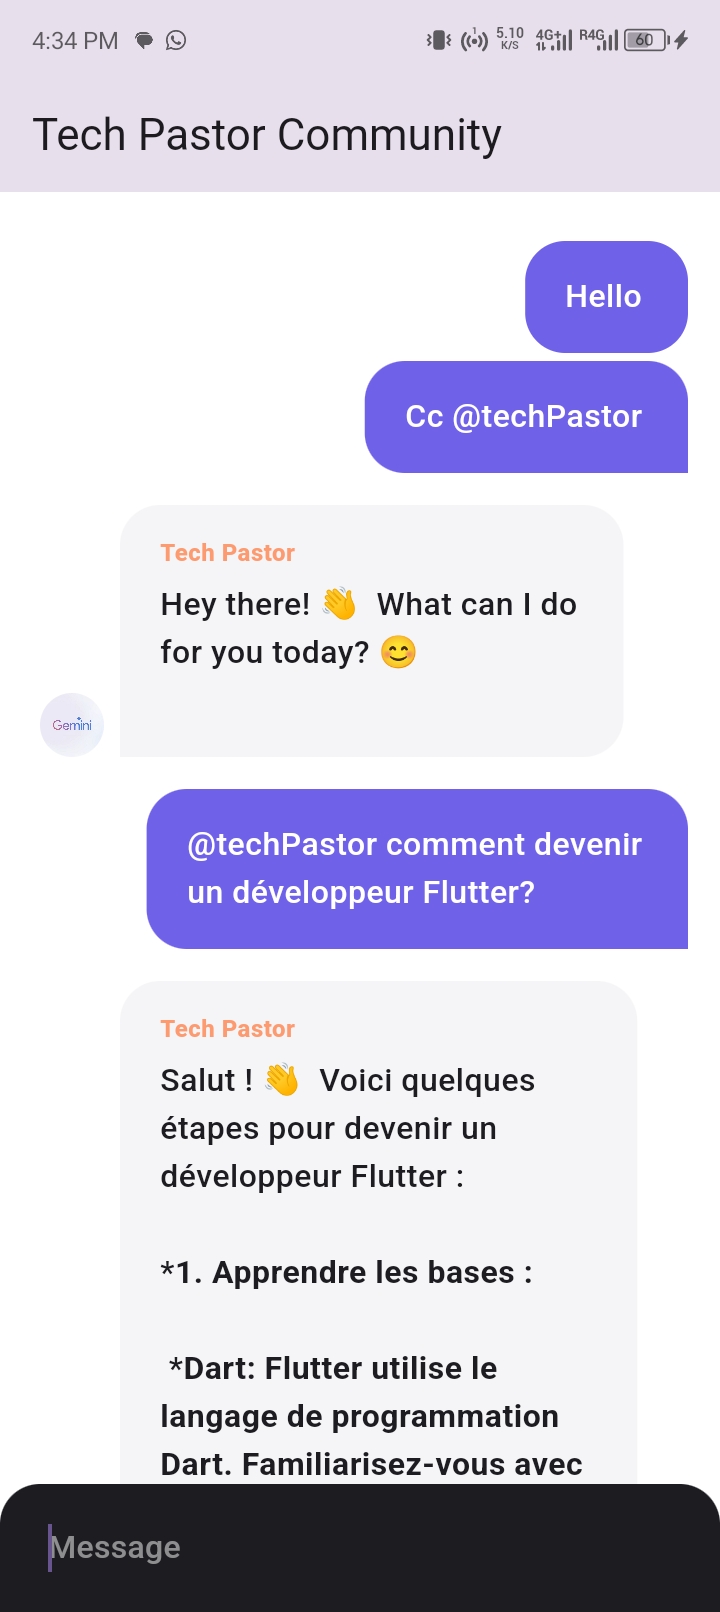 4:34 PM
1
5.10
K/S
4G+
R4G
60
Tech Pastor Community
Hello
Cc @techPastor
Tech Pastor
Hey there! 👋 What can I do
for you today? 😊
Gemini
@techPastor comment devenir
un développeur Flutter?
Tech Pastor
Salut ! 👋 Voici quelques
étapes pour devenir un
développeur Flutter :
*1. Apprendre les bases :
*Dart: Flutter utilise le
langage de programmation
Dart. Familiarisez-vous avec
Message